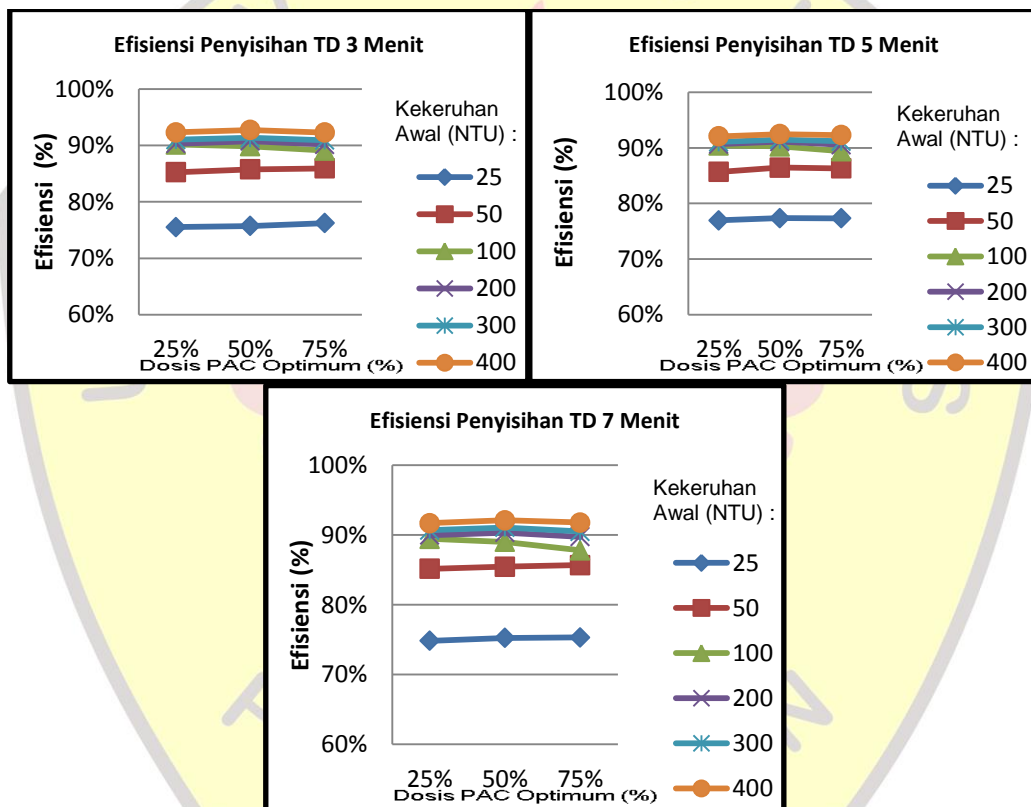 Efisiensi Penyisihan TD 3 Menit
100%
90%
80%
70%
60%
Efisiensi (%)
25% 50% 75%
Dosis PAC Optimum (%)
Kekeruhan
Awal (NTU) :
25
50
100
200
300
400
Efisiensi Penyisihan TD 5 Menit
100%
90%
80%
70%
60%
Efisiensi (%)
25% 50% 75%
Dosis PAC Optimum (%)
Kekeruhan
Awal (NTU) :
25
50
100
200
300
400
Efisiensi Penyisihan TD 7 Menit
100%
90%
80%
70%
60%
Efisiensi (%)
25% 50% 75%
Dosis PAC Optimum (%)
Kekeruhan
Awal (NTU) :
25
50
100
200
300
400